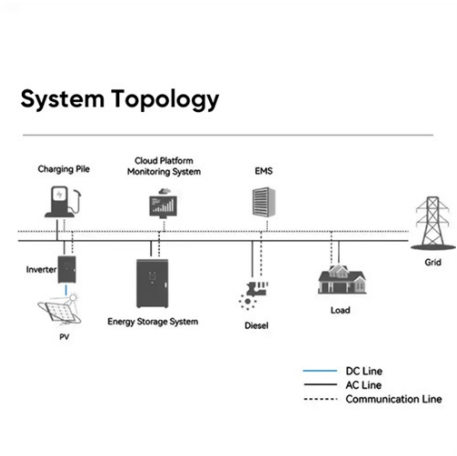 System Topology
Charging Pile
Cloud Platform
Monitoring System
EMS
Grid
Inverter
PV
Energy Storage System
Diesel
Load
DC Line
AC Line
Communication Line